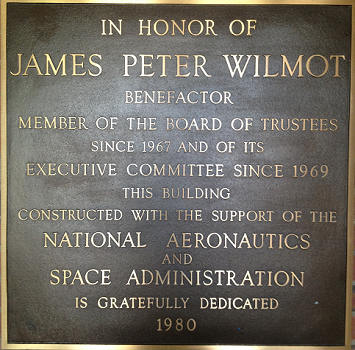 IN HONOR OF
JAMES PETER WILMOT
BENEFACTOR
MEMBER OF THE BOARD OF TRUSTEES
SINCE 1967 AND OF ITS
EXECUTIVE COMMITTEE SINCE 1969
THIS BUILDING
CONSTRUCTED WITH THE SUPPORT OF THE
NATIONAL AERONAUTICS
AND
SPACE ADMINISTRATION
IS GRATEFULLY DEDICATED
1980